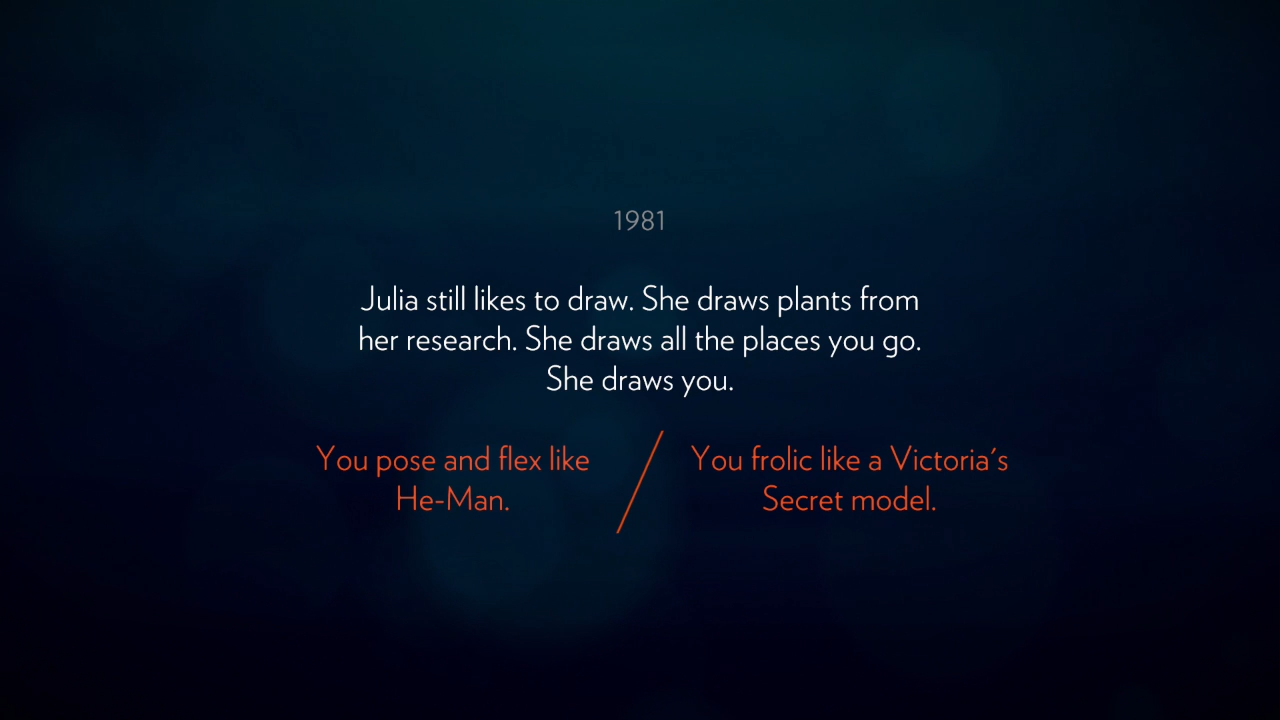 1981
Julia still likes to draw. She draws plants from
her research. She draws all the places you go.
She draws you.
You pose and flex like
He-Man.
You frolic like a Victoria's
Secret model.